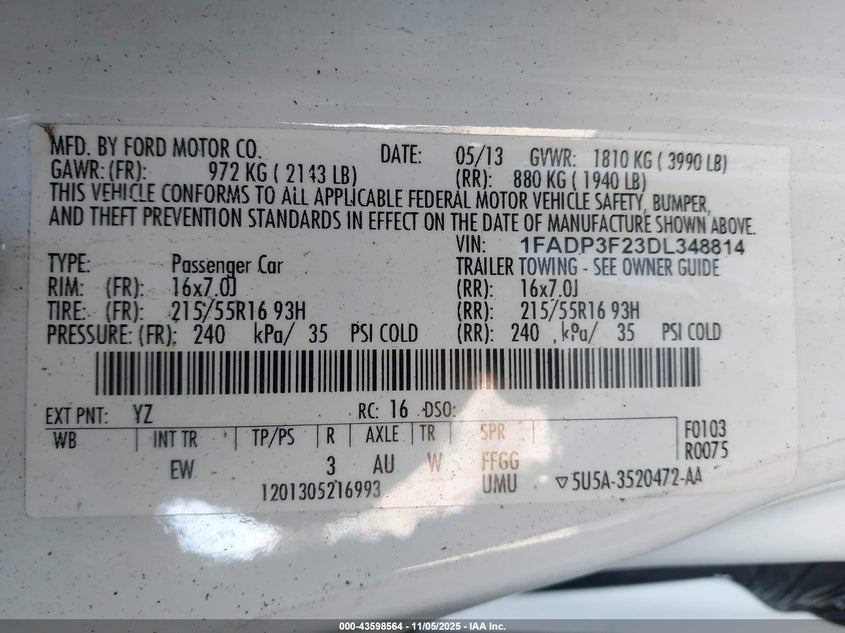 MFD. BY FORD MOTOR CO. DATE: 05/13 GVWR: 1810 KG ( 3990 LB)
GAWR: (FR): 972 KG ( 2143 LB) (RR): 880 KG ( 1940 LB)
THIS VEHICLE CONFORMS TO ALL APPLICABLE FEDERAL MOTOR VEHICLE SAFETY, BUMPER,
AND THEFT PREVENTION STANDARDS IN EFFECT ON THE DATE OF MANUFACTURE SHOWN ABOVE.
VIN: 1FADP3F23DL348814
TYPE: Passenger Car TRAILER TOWING - SEE OWNER GUIDE
RIM: (FR): 16x7.0J (RR): 16x7.0J
TIRE: (FR): 215/55R16 93H (RR): 215/55R16 93H
PRESSURE: (FR): 240 kPa/ 35 PSI COLD (RR): 240 kPa/ 35 PSI COLD
EXT PNT: YZ RC: 16 DSO:
WB INT TR TP/PS R AXLE TR SPR F0103
EW 3 AU W FFGG R0075
1201305216993 UMU 5U5A-3520472-AA
000-43598564 - 11/05/2025 - IAA Inc.